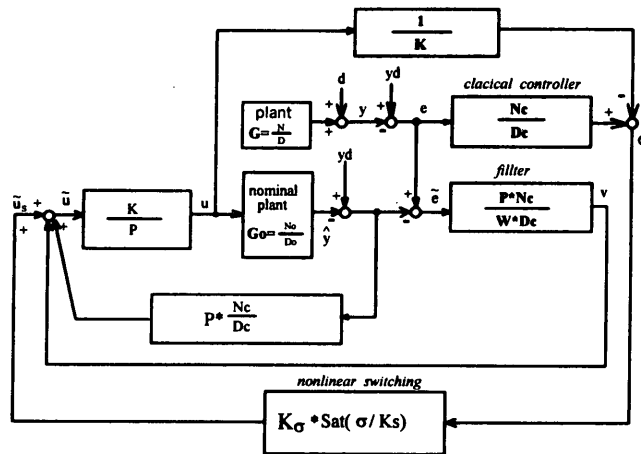 1
K
d
yd
clacical controller
plant
G= N
D
+
+
y
+
-
e
Nc
Dc
-
+
σ
yd
fillter
ũs
+
+
+
ũ
K
P
u
nominal
plant
Go= No
Do
-
ŷ
+
+
-
ẽ
P*Nc
W*Dc
v
P* Nc
Dc
nonlinear switching
Kσ *Sat( σ / Ks)